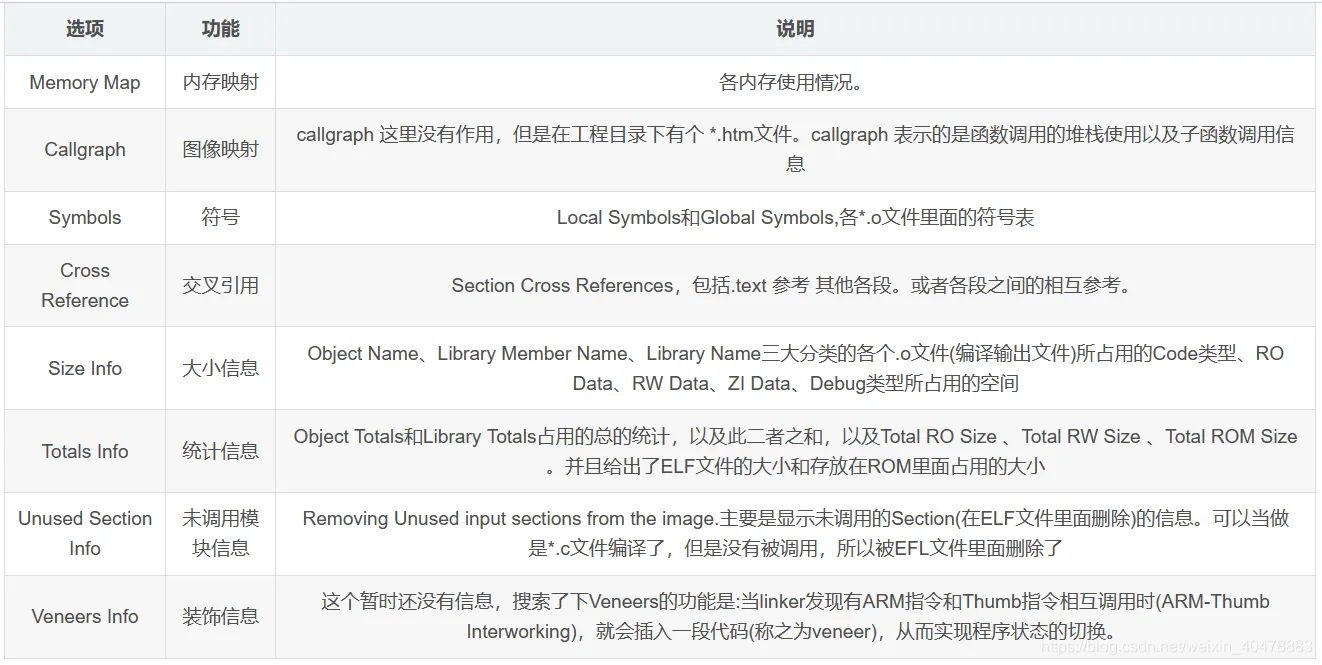 选项 功能 说明
Memory Map 内存映射 各内存使用情况。
Callgraph 图像映射 callgraph 这里没有作用，但是在工程目录下有个 *.htm文件。callgraph 表示的是函数调用的堆栈使用以及子函数调用信
息
Symbols 符号 Local Symbols和Global Symbols,各*.o文件里面的符号表
Cross
Reference
交叉引用
Section Cross References，包括.text 参考 其他各段。或者各段之间的相互参考。
Size Info 大小信息 Object Name、Library Member Name、Library Name三大分类的各个.o文件(编译输出文件)所占用的Code类型、RO
Data、RW Data、ZI Data、Debug类型所占用的空间
Totals Info 统计信息 Object Totals和Library Totals占用的总的统计，以及此二者之和，以及Total RO Size 、Total RW Size 、Total ROM Size
。并且给出了ELF文件的大小和存放在ROM里面占用的大小
Unused Section
Info
未调用模
块信息
Removing Unused input sections from the image.主要是显示未调用的Section(在ELF文件里面删除)的信息。可以当做
是*.c文件编译了，但是没有被调用，所以被EFL文件里面删除了
Veneers Info 装饰信息 这个暂时还没有信息，搜索了下Veneers的功能是:当linker发现有ARM指令和Thumb指令相互调用时(ARM-Thumb
Interworking)，就会插入一段代码(称之为veneer)，从而实现程序状态的切换。
https://blog.csdn.net/weixin_40478883